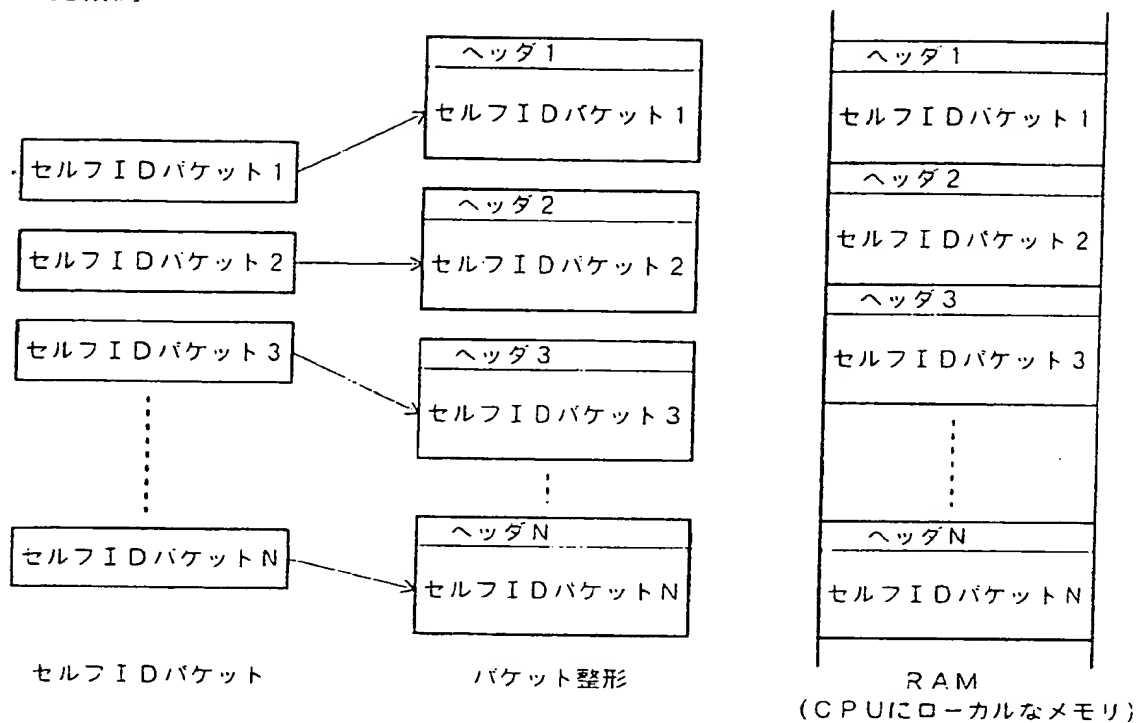 セルフIDパケット1
セルフIDパケット2
セルフIDパケット3
セルフIDパケットN
セルフIDパケット
ヘッダ1
セルフIDパケット1
ヘッダ2
セルフIDパケット2
ヘッダ3
セルフIDパケット3
ヘッダN
セルフIDパケットN
パケット整形
ヘッダ1
セルフIDパケット1
ヘッダ2
セルフIDパケット2
ヘッダ3
セルフIDパケット3
ヘッダN
セルフIDパケットN
RAM
(CPUにローカルなメモリ)